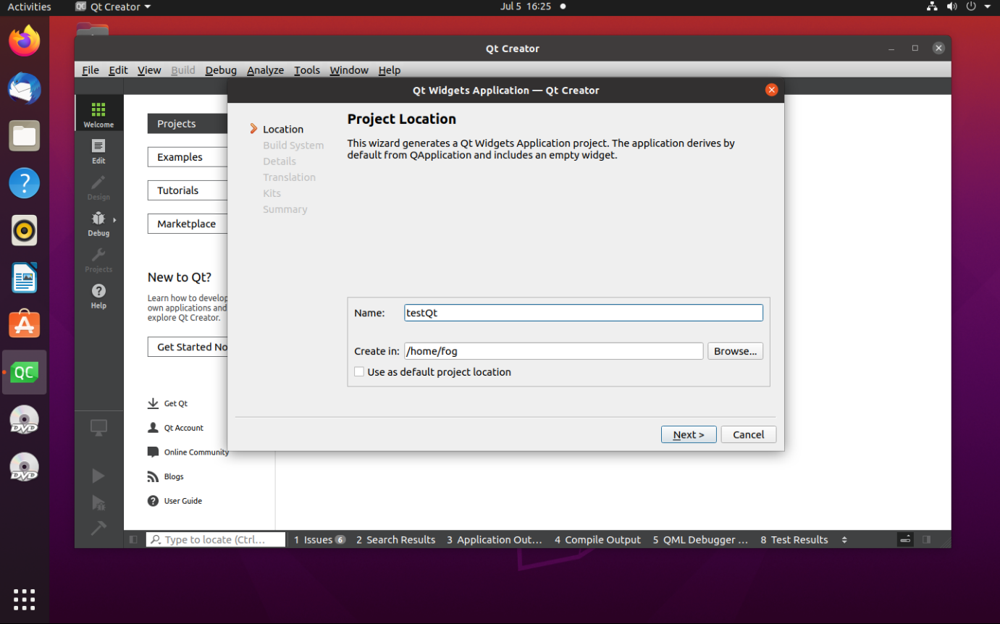 Activities
QC Qt Creator
Jul 5 16:25
Qt Creator
File Edit View Build Debug Analyze Tools Window Help
Qt Widgets Application — Qt Creator
Welcome
Edit
Design
Debug
Projects
Help
Projects
Examples
Tutorials
Marketplace
New to Qt?
Learn how to develop
own applications and
explore Qt Creator.
Get Started No
Get Qt
Qt Account
Online Community
Blogs
User Guide
Location
Build System
Details
Translation
Kits
Summary
Project Location
This wizard generates a Qt Widgets Application project. The application derives by
default from QApplication and includes an empty widget.
Name: testQt
Create in: /home/fog Browse...
Use as default project location
Next > Cancel
QC
DVD
DVD
Type to locate (Ctrl... 1 Issues 6 2 Search Results 3 Application Out... 4 Compile Output 5 QML Debugger ... 8 Test Results